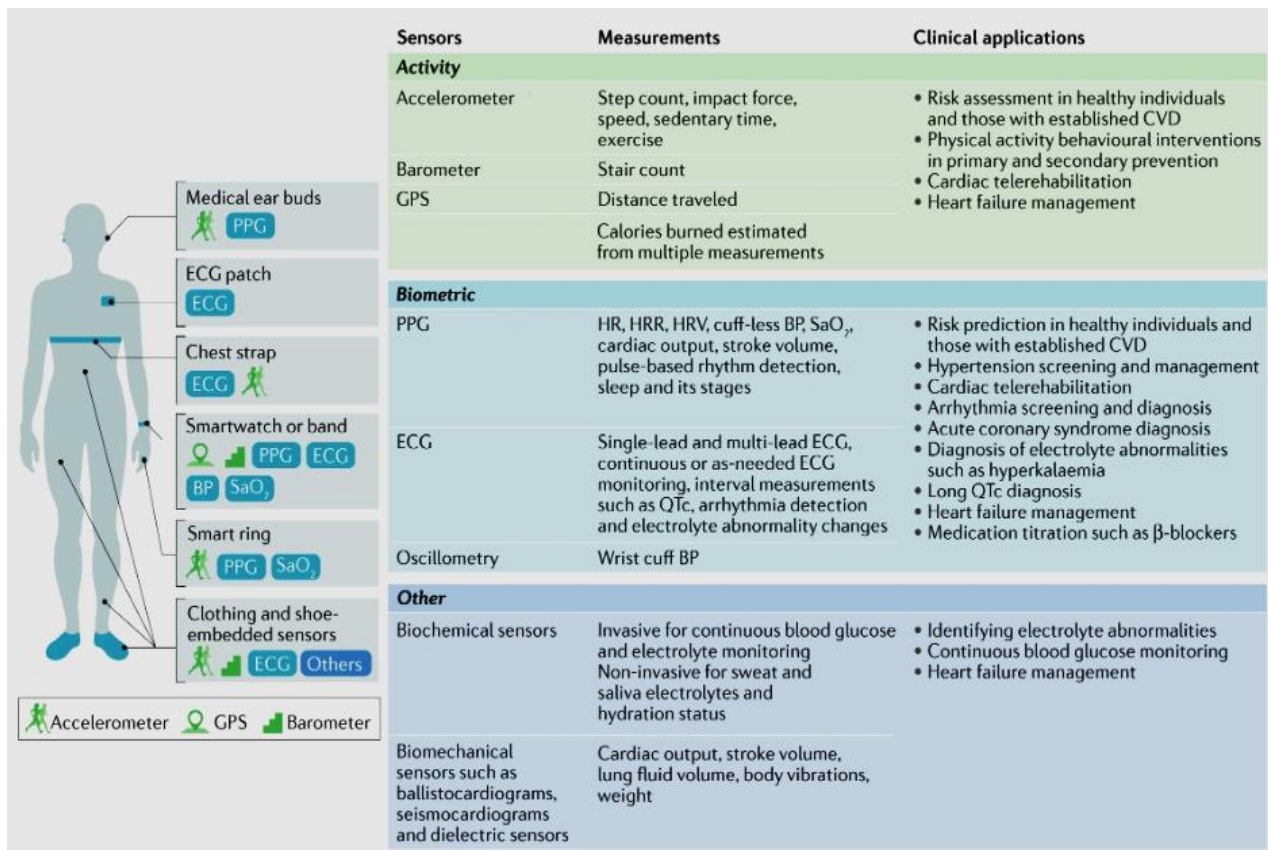 Medical ear buds
PPG
ECG patch
ECG
Chest strap
ECG
Smartwatch or band
PPG ECG
BP SaO₂
Smart ring
PPG SaO₂
Clothing and shoe-
embedded sensors
ECG Others
Accelerometer GPS Barometer
Sensors Measurements Clinical applications
Activity
Accelerometer
Step count, impact force,
speed, sedentary time,
exercise
Barometer
Stair count
GPS
Distance traveled
Calories burned estimated
from multiple measurements
• Risk assessment in healthy individuals
and those with established CVD
• Physical activity behavioural interventions
in primary and secondary prevention
• Cardiac telerehabilitation
• Heart failure management
Biometric
PPG
HR, HRR, HRV, cuff-less BP, SaO₂,
cardiac output, stroke volume,
pulse-based rhythm detection,
sleep and its stages
ECG
Single-lead and multi-lead ECG,
continuous or as-needed ECG
monitoring, interval measurements
such as QTc, arrhythmia detection
and electrolyte abnormality changes
Oscillometry
Wrist cuff BP
• Risk prediction in healthy individuals and
those with established CVD
• Hypertension screening and management
• Cardiac telerehabilitation
• Arrhythmia screening and diagnosis
• Acute coronary syndrome diagnosis
• Diagnosis of electrolyte abnormalities
such as hyperkalaemia
• Long QTc diagnosis
• Heart failure management
• Medication titration such as β-blockers
Other
Biochemical sensors
Invasive for continuous blood glucose
and electrolyte monitoring
Non-invasive for sweat and
saliva electrolytes and
hydration status
Biomechanical
sensors such as
ballistocardiograms,
seismocardiograms
and dielectric sensors
Cardiac output, stroke volume,
lung fluid volume, body vibrations,
weight
• Identifying electrolyte abnormalities
• Continuous blood glucose monitoring
• Heart failure management